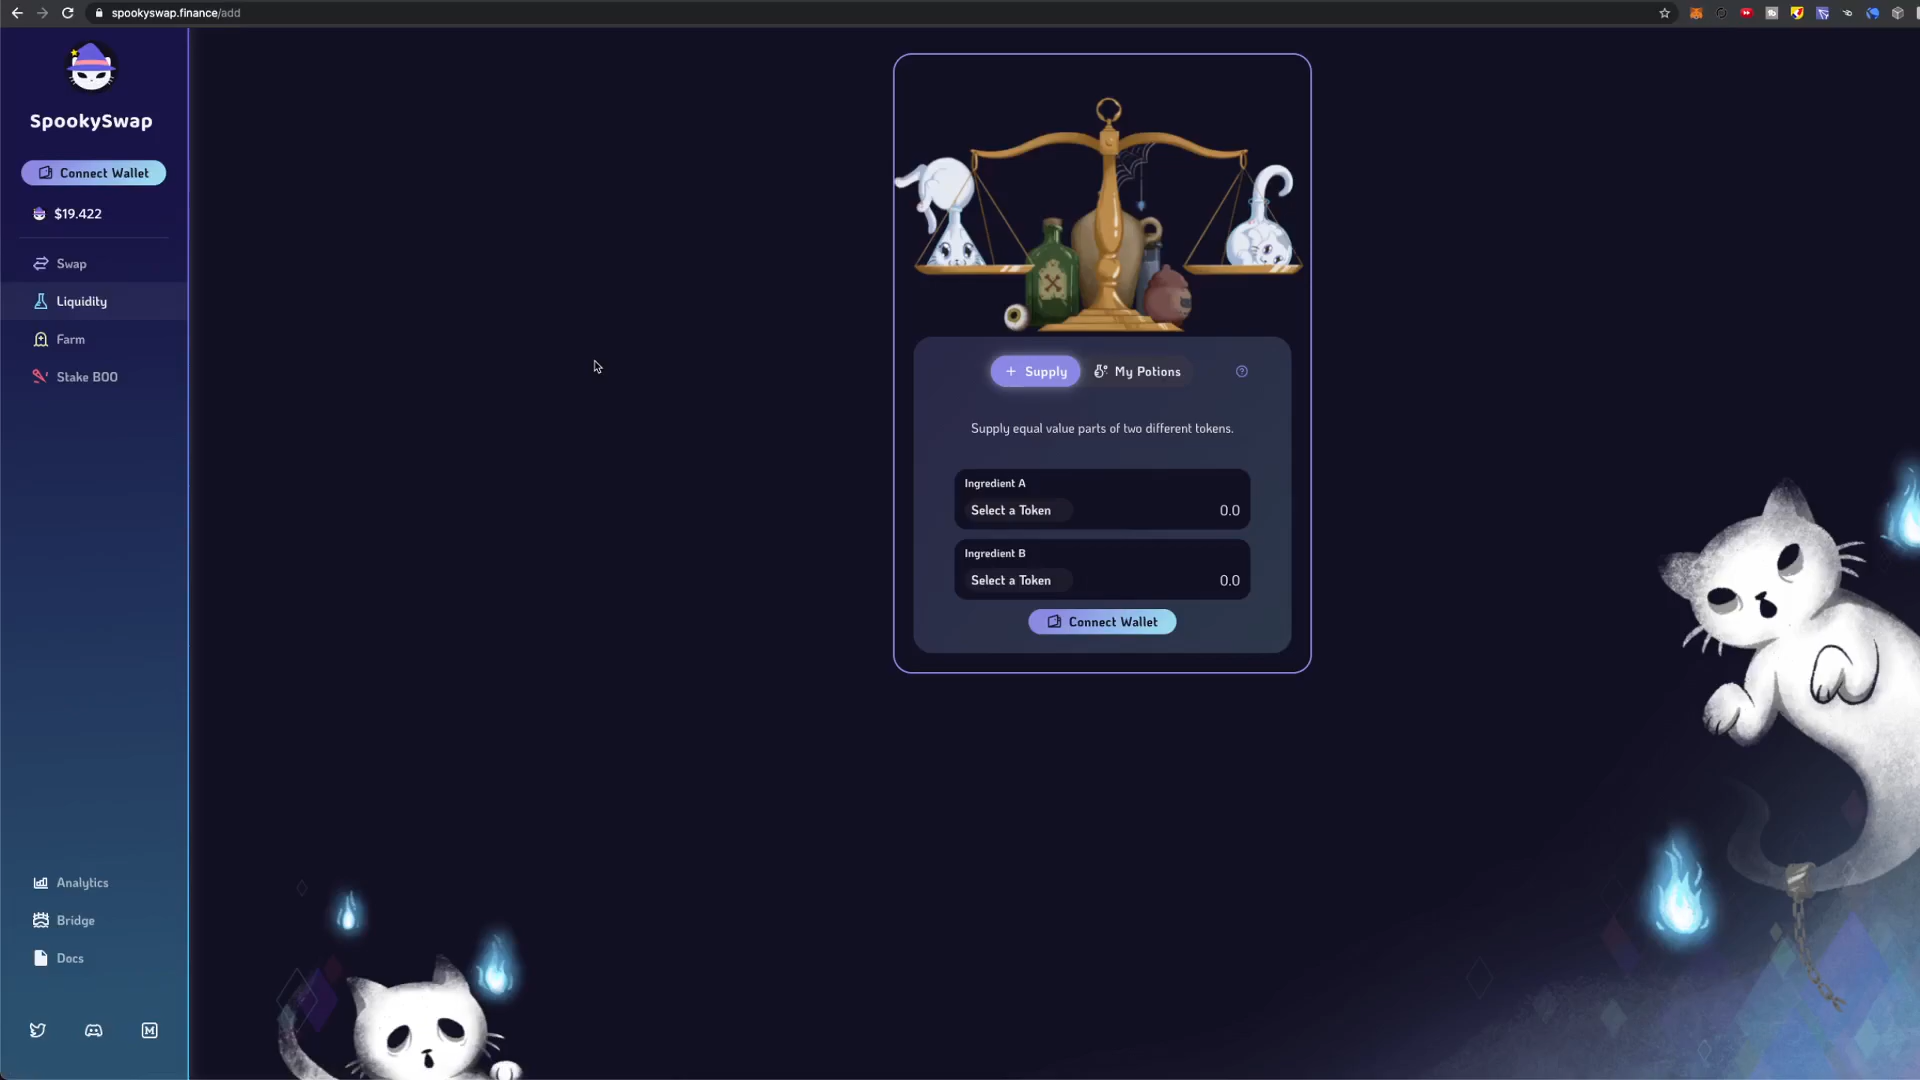 spookyswap.finance/add
SpookySwap
Connect Wallet
$19.422
Swap
Liquidity
Farm
Stake BOO
Analytics
Bridge
Docs
+ Supply
My Potions
?
Supply equal value parts of two different tokens.
Ingredient A
Select a Token
0.0
Ingredient B
Select a Token
0.0
Connect Wallet